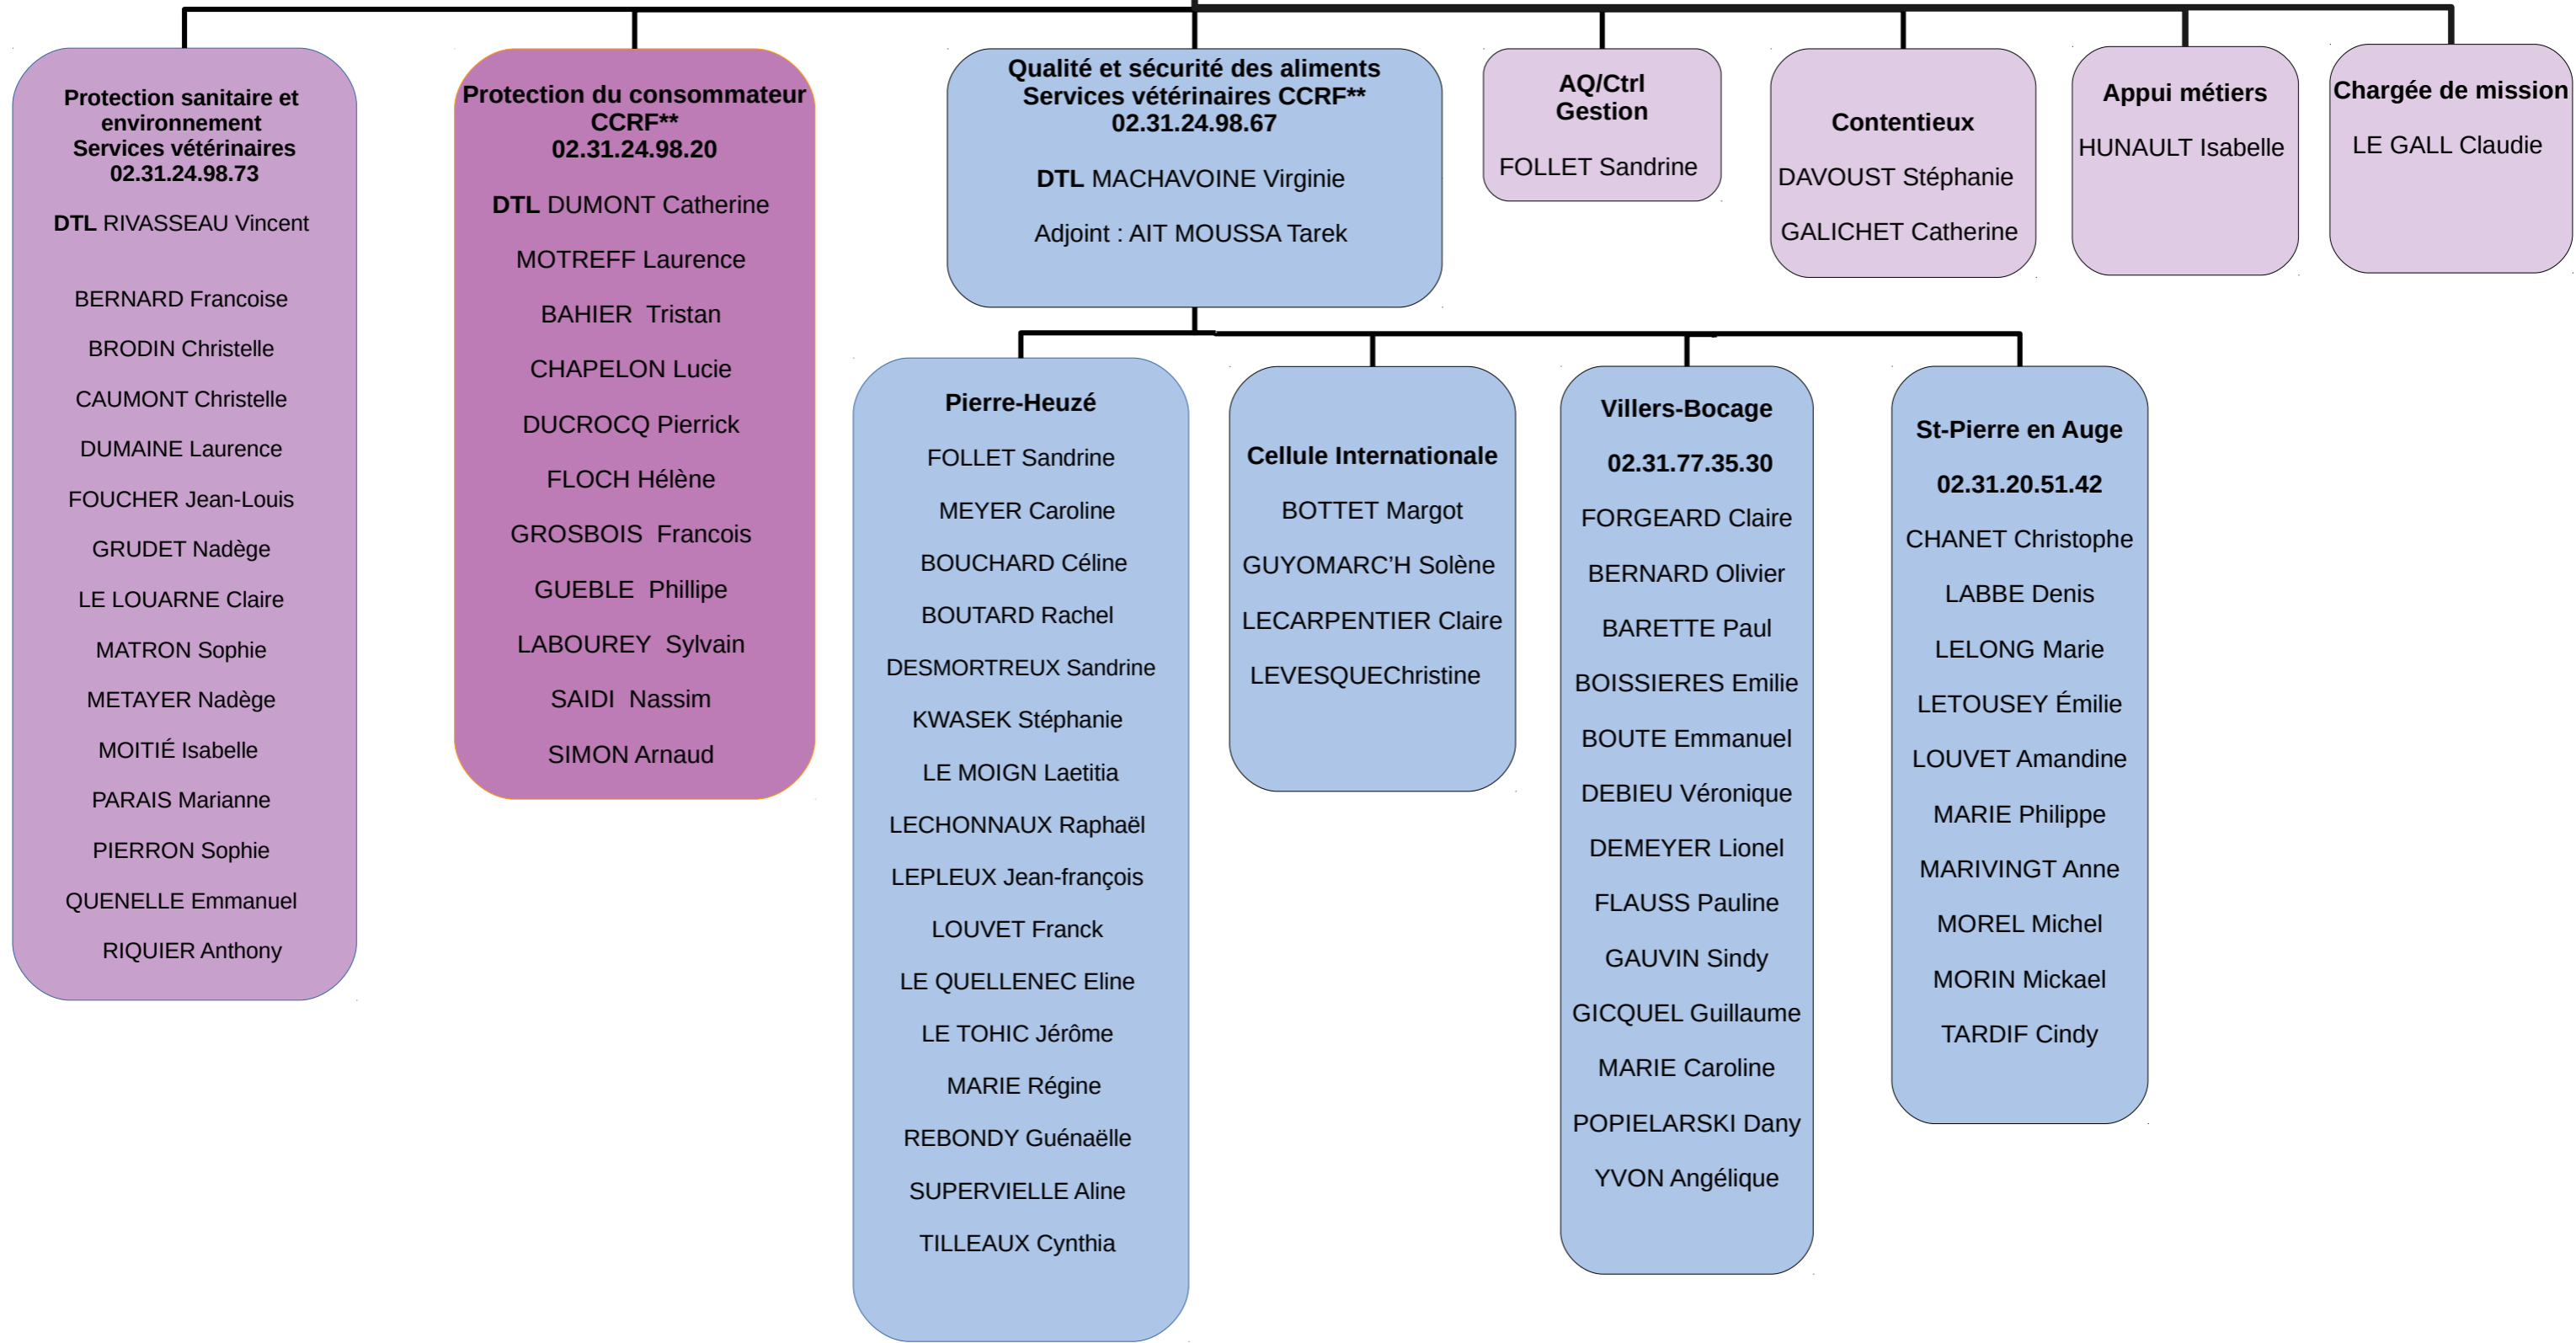 Protection sanitaire et
environnement
Services vétérinaires
02.31.24.98.73
DTL RIVASSEAU Vincent
BERNARD Francoise
BRODIN Christelle
CAUMONT Christelle
DUMAINE Laurence
FOUCHER Jean-Louis
GRUDET Nadège
LE LOUARNE Claire
MATRON Sophie
METAYER Nadège
MOITIÉ Isabelle
PARAIS Marianne
PIERRON Sophie
QUENELLE Emmanuel
RIQUIER Anthony
Protection du consommateur
CCRF**
02.31.24.98.20
DTL DUMONT Catherine
MOTREFF Laurence
BAHIER Tristan
CHAPELON Lucie
DUCROCQ Pierrick
FLOCH Hélène
GROSBOIS Francois
GUEBLE Phillipe
LABOUREY Sylvain
SAIDI Nassim
SIMON Arnaud
Qualité et sécurité des aliments
Services vétérinaires CCRF**
02.31.24.98.67
DTL MACHAVOINE Virginie
Adjoint : AIT MOUSSA Tarek
AQ/Ctrl
Gestion
FOLLET Sandrine
Contentieux
DAVOUST Stéphanie
GALICHET Catherine
Appui métiers
HUNAULT Isabelle
Chargée de mission
LE GALL Claudie
Pierre-Heuzé
FOLLET Sandrine
MEYER Caroline
BOUCHARD Céline
BOUTARD Rachel
DESMORTREUX Sandrine
KWASEK Stéphanie
LE MOIGN Laetitia
LECHONNAUX Raphaël
LEPLEUX Jean-françois
LOUVET Franck
LE QUELLENEC Eline
LE TOHIC Jérôme
MARIE Régine
REBONDY Guénaëlle
SUPERVIELLE Aline
TILLEAUX Cynthia
Cellule Internationale
BOTTET Margot
GUYOMARC’H Solène
LECARPENTIER Claire
LEVESQUEChristine
Villers-Bocage
02.31.77.35.30
FORGEARD Claire
BERNARD Olivier
BARETTE Paul
BOISSIERES Emilie
BOUTE Emmanuel
DEBIEU Véronique
DEMEYER Lionel
FLAUSS Pauline
GAUVIN Sindy
GICQUEL Guillaume
MARIE Caroline
POPIELARSKI Dany
YVON Angélique
St-Pierre en Auge
02.31.20.51.42
CHANET Christophe
LABBE Denis
LELONG Marie
LETOUSEY Émilie
LOUVET Amandine
MARIE Philippe
MARIVINGT Anne
MOREL Michel
MORIN Mickael
TARDIF Cindy